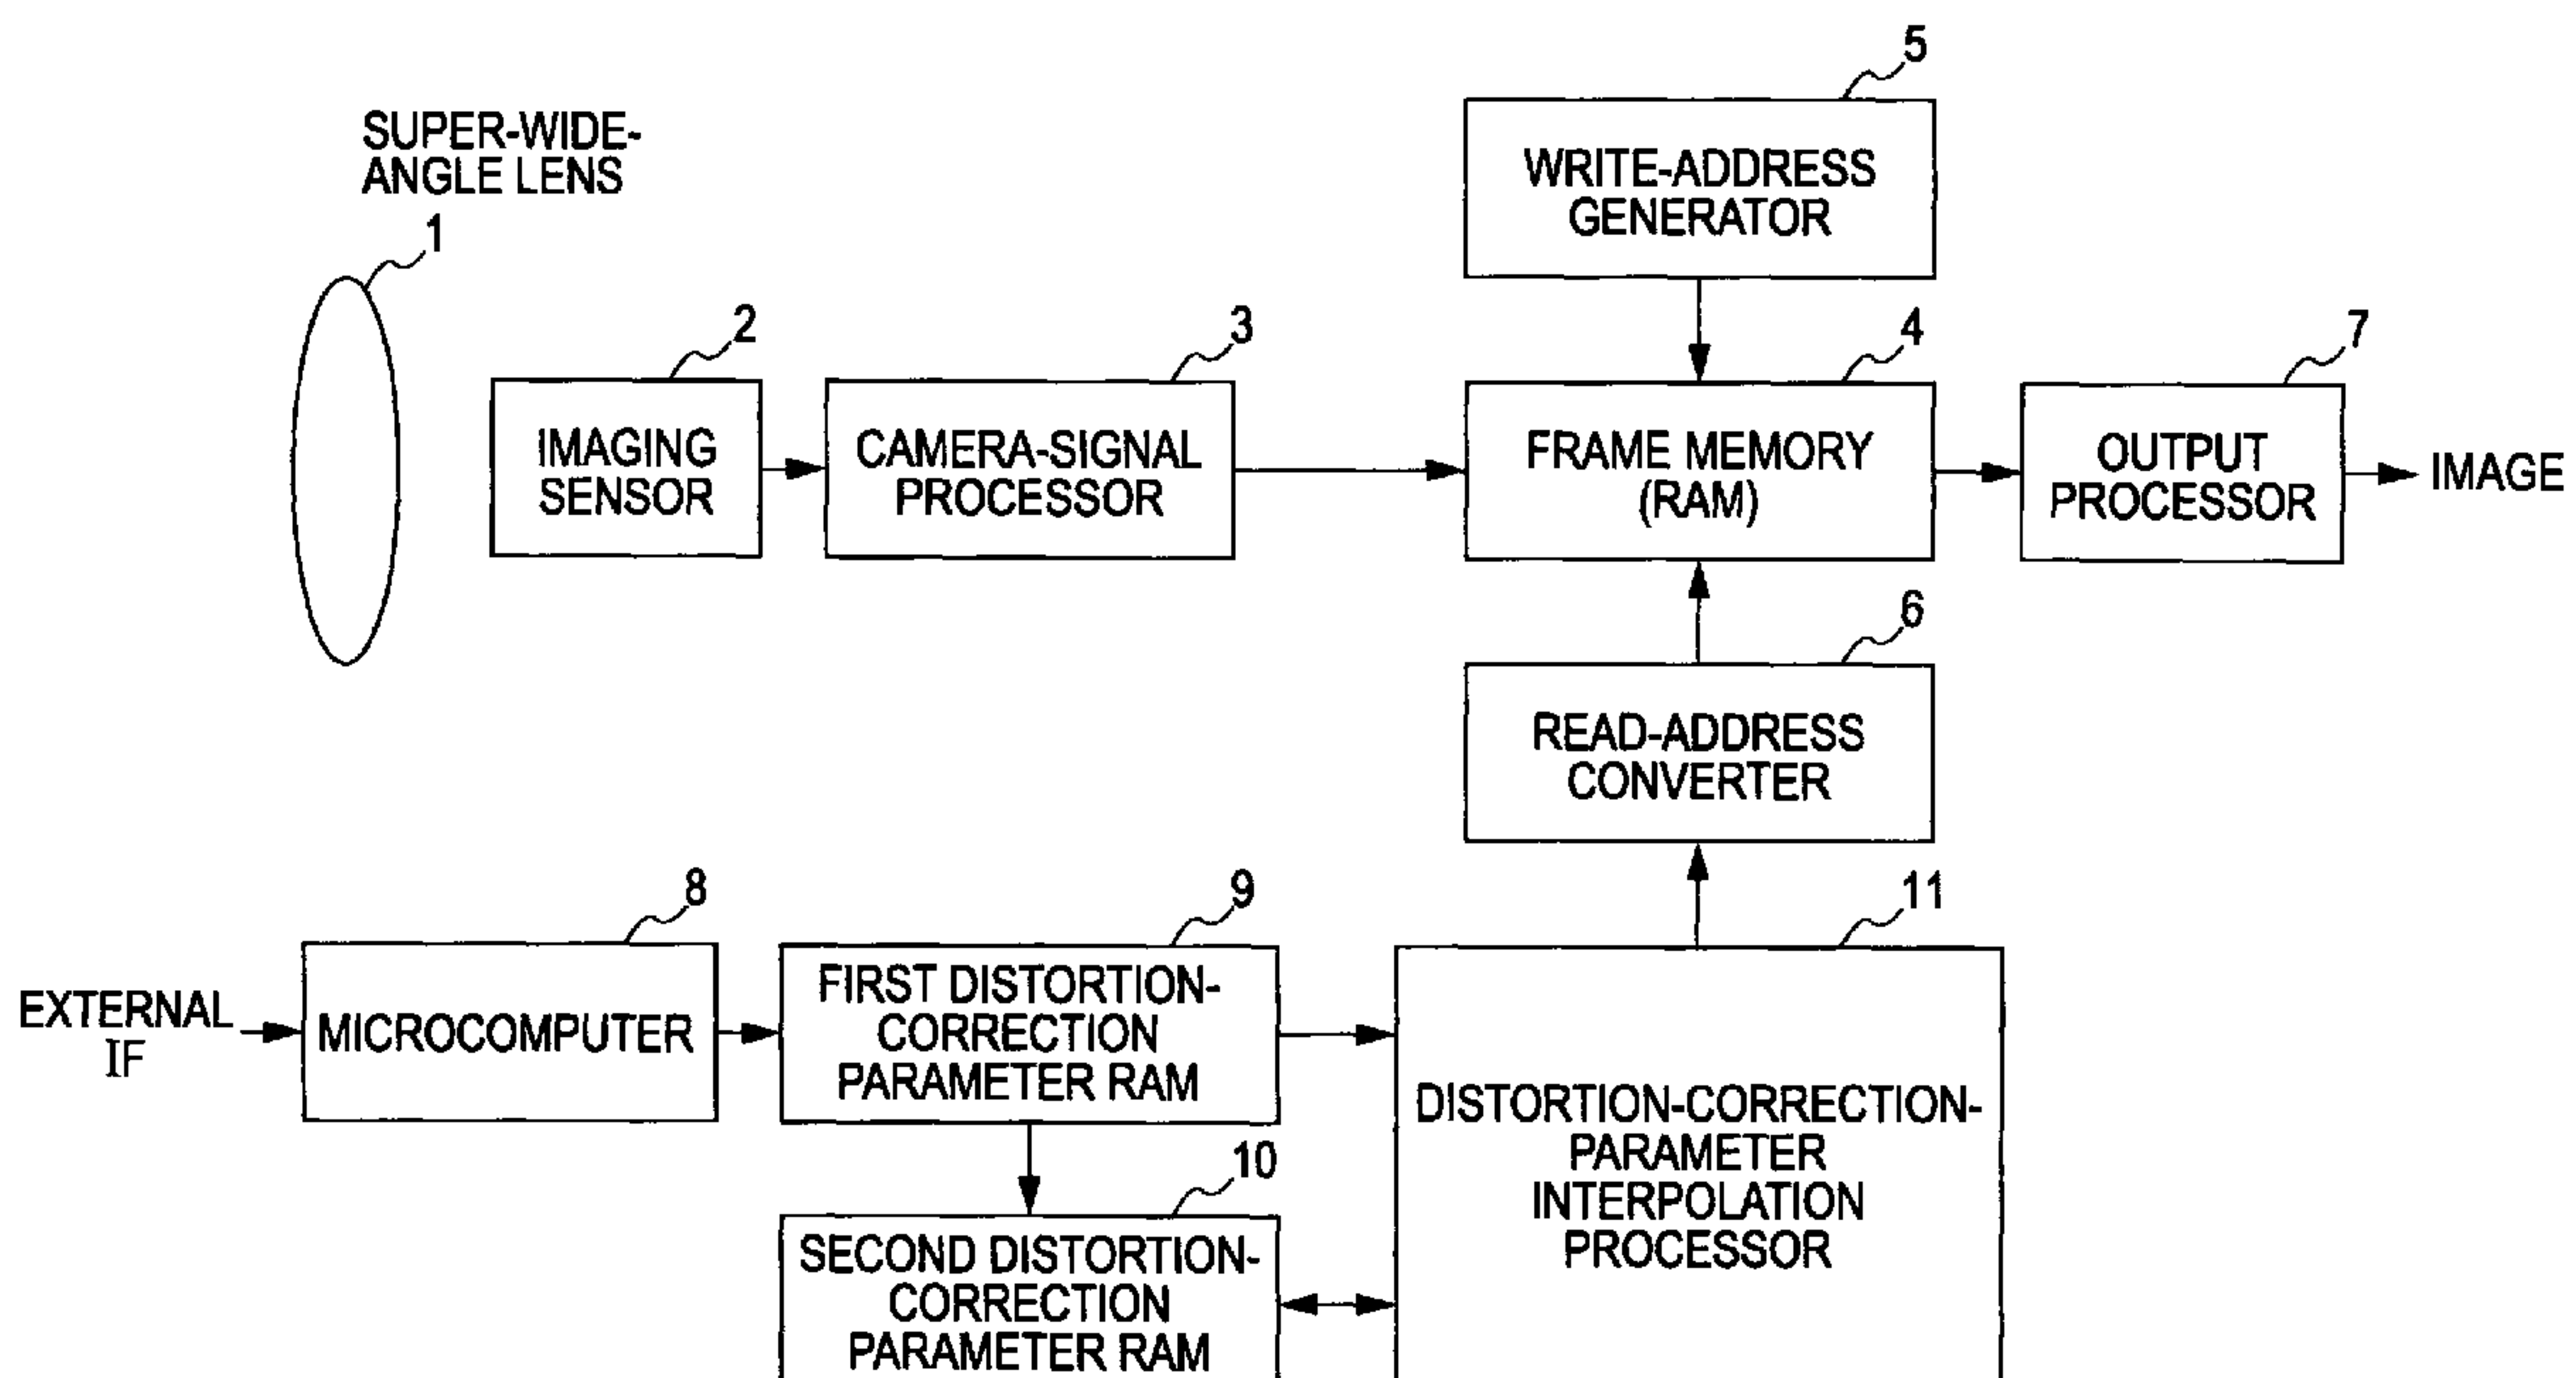 5
SUPER-WIDE-
ANGLE LENS
1
WRITE-ADDRESS
GENERATOR
2
3
4
7
IMAGING
SENSOR
CAMERA-SIGNAL
PROCESSOR
FRAME MEMORY
(RAM)
OUTPUT
PROCESSOR
IMAGE
6
READ-ADDRESS
CONVERTER
8
9
11
EXTERNAL
IF
MICROCOMPUTER
FIRST DISTORTION-
CORRECTION
PARAMETER RAM
DISTORTION-CORRECTION-
PARAMETER
INTERPOLATION
PROCESSOR
10
SECOND DISTORTION-
CORRECTION
PARAMETER RAM